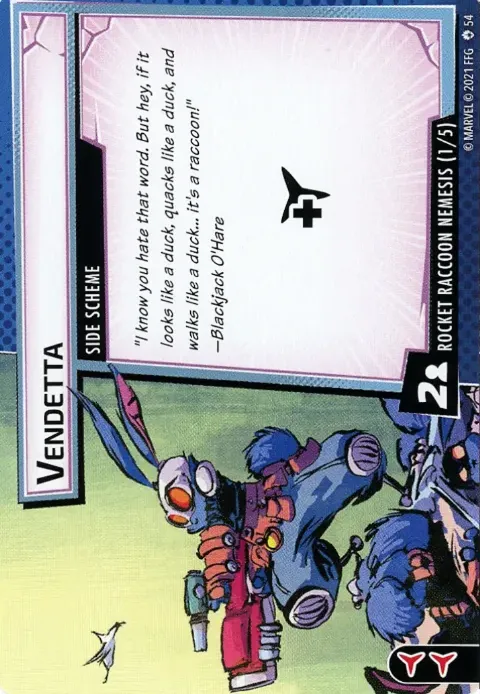 VENDETTA
SIDE SCHEME
"I know you hate that word. But hey, if it
looks like a duck, quacks like a duck, and
walks like a duck... it's a raccoon!"
—Blackjack O'Hare
2
ROCKET RACCOON NEMESIS (1/5)
© MARVEL © 2021 FFG 54